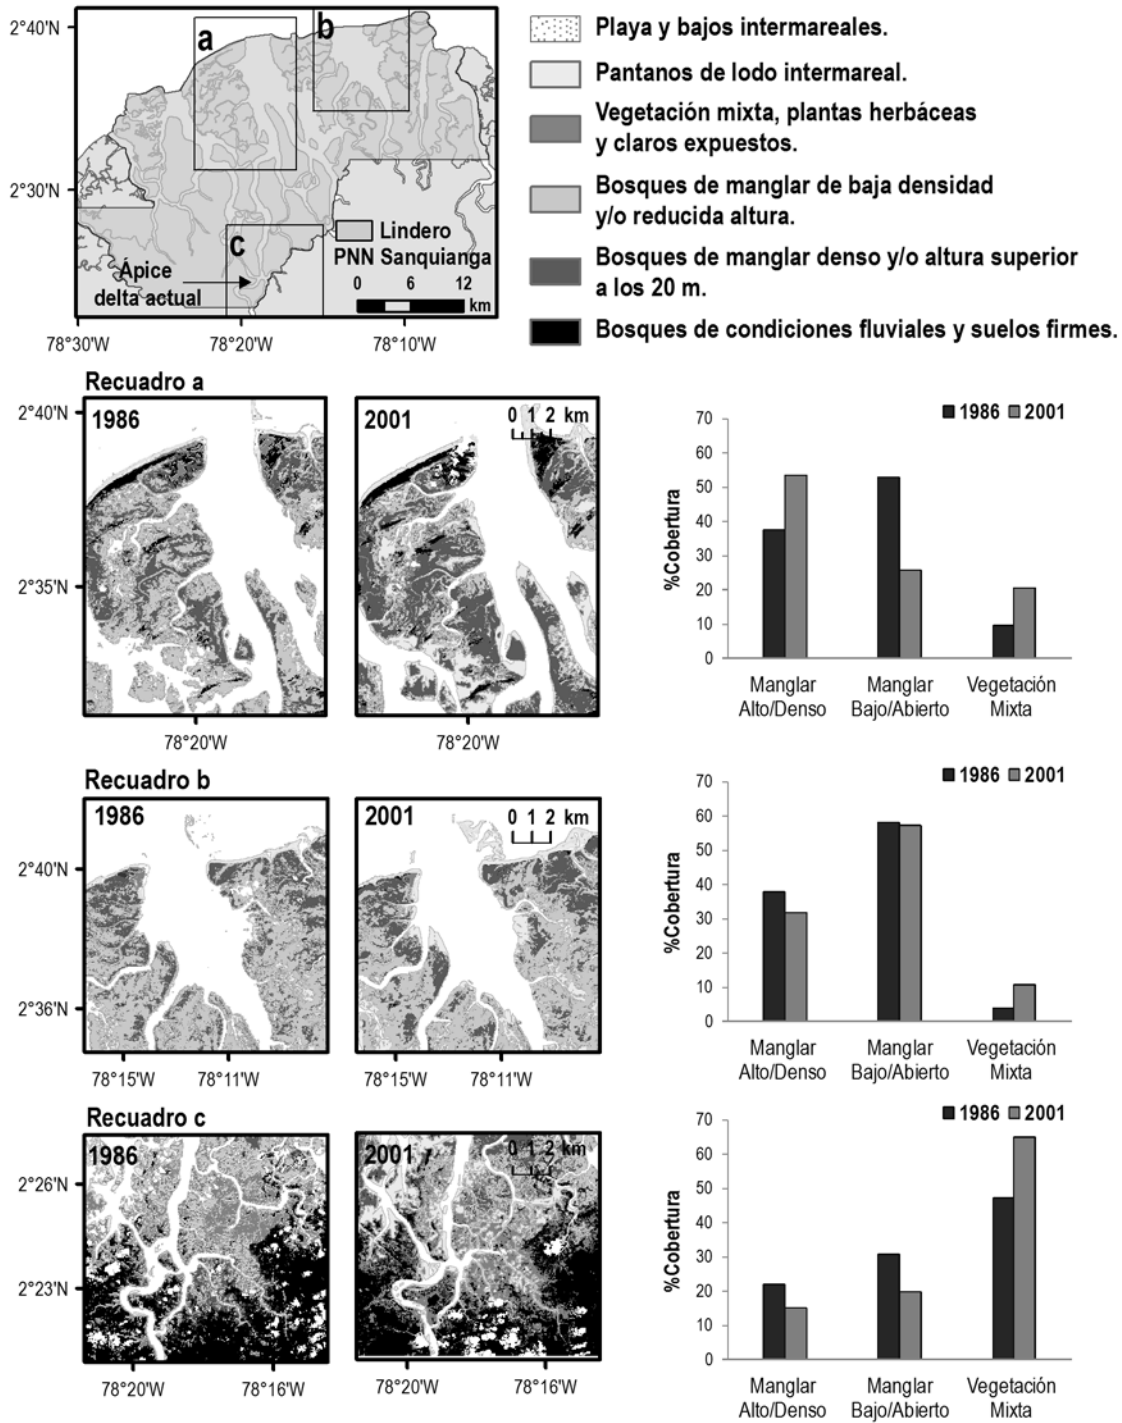 2°40'N
2°30'N
a
b
c
Lindero
PNN Sanquianga
Ápice
delta actual
0 6 12
km
78°30'W 78°20'W 78°10'W
Playa y bajos intermareales.
Pantanos de lodo intermareal.
Vegetación mixta, plantas herbáceas
y claros expuestos.
Bosques de manglar de baja densidad
y/o reducida altura.
Bosques de manglar denso y/o altura superior
a los 20 m.
Bosques de condiciones fluviales y suelos firmes.
Recuadro a
2°40'N
2°35'N
1986
2001
0 1 2 km
78°20'W 78°20'W
1986 2001
%Cobertura
70
60
50
40
30
20
10
0
Manglar
Alto/Denso
Manglar
Bajo/Abierto
Vegetación
Mixta
Recuadro b
2°40'N
2°36'N
1986
2001
0 1 2 km
78°15'W 78°11'W 78°15'W 78°11'W
1986 2001
%Cobertura
70
60
50
40
30
20
10
0
Manglar
Alto/Denso
Manglar
Bajo/Abierto
Vegetación
Mixta
Recuadro c
2°26'N
2°23'N
1986
2001
0 1 2 km
78°20'W 78°16'W 78°20'W 78°16'W
1986 2001
%Cobertura
70
60
50
40
30
20
10
0
Manglar
Alto/Denso
Manglar
Bajo/Abierto
Vegetación
Mixta